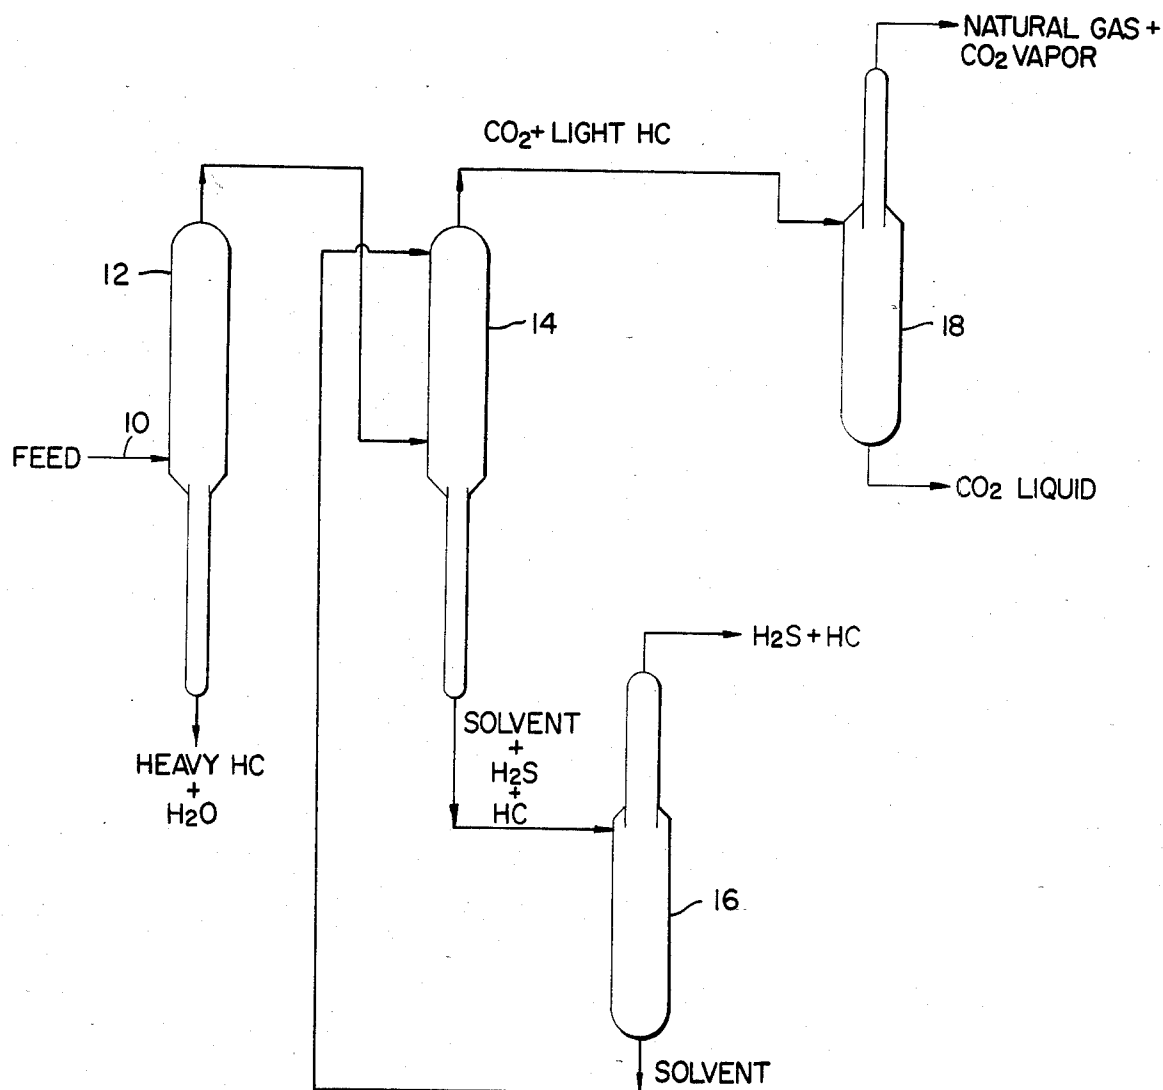 NATURAL GAS +
CO2 VAPOR
CO2+ LIGHT HC
12
14
18
10
FEED
CO2 LIQUID
H2S + HC
SOLVENT
+
H2S
+
HC
HEAVY HC
+
H2O
16
SOLVENT